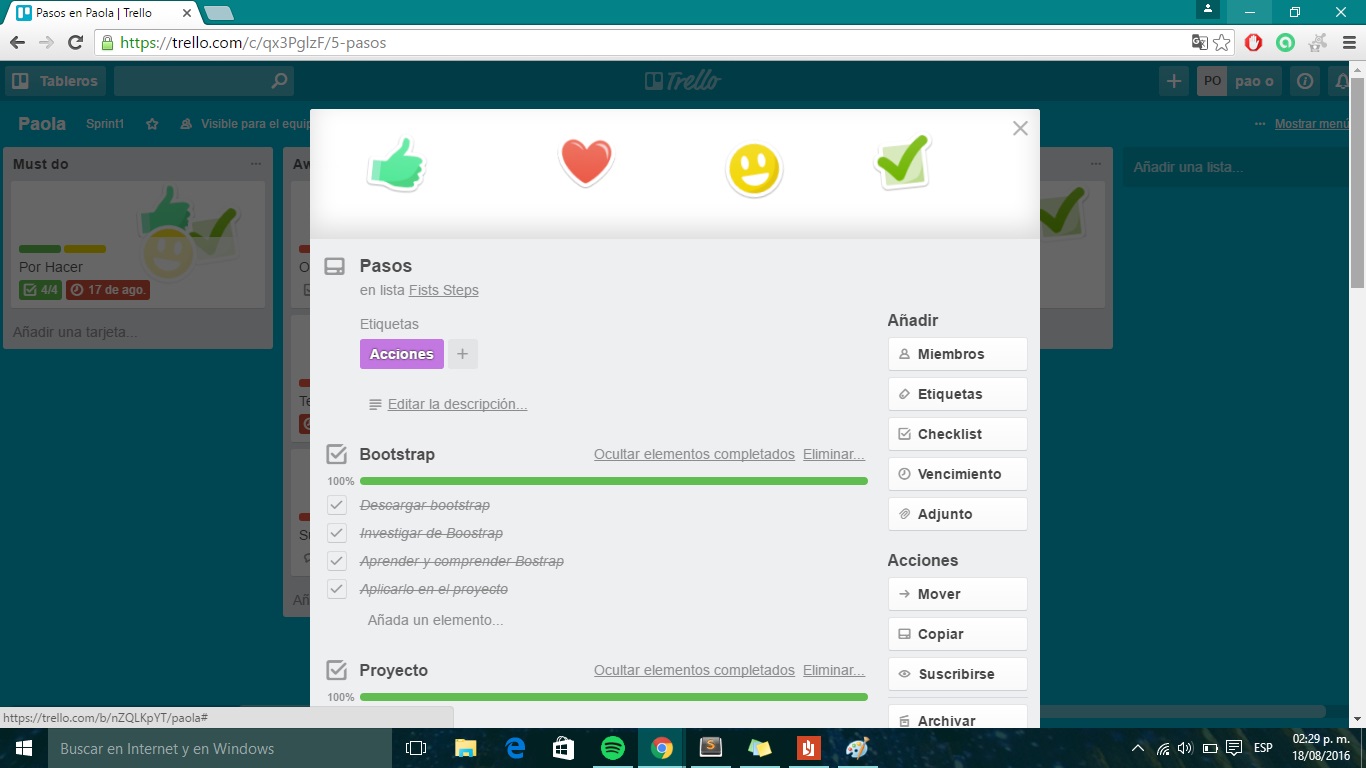 Pasos en Paola | Trello
https://trello.com/c/qx3PglzF/5-pasos
Tableros
Trello
PO pao o
Paola Sprint1 Visible para el equip
Mostrar menú
Must do
Por Hacer
4/4 17 de ago.
Añadir una tarjeta...
Aw
O
Te
Su
Añ
Añadir una lista...
Pasos
en lista Fists Steps
Etiquetas
Acciones +
Editar la descripción...
Bootstrap Ocultar elementos completados Eliminar...
100%
Descargar bootstrap
Investigar de Boostrap
Aprender y comprender Bostrap
Aplicarlo en el proyecto
Añada un elemento...
Proyecto Ocultar elementos completados Eliminar...
100%
Añadir
Miembros
Etiquetas
Checklist
Vencimiento
Adjunto
Acciones
Mover
Copiar
Suscribirse
Archivar
https://trello.com/b/nZQLKpYT/paola#
Buscar en Internet y en Windows
ESP
02:29 p. m.
18/08/2016